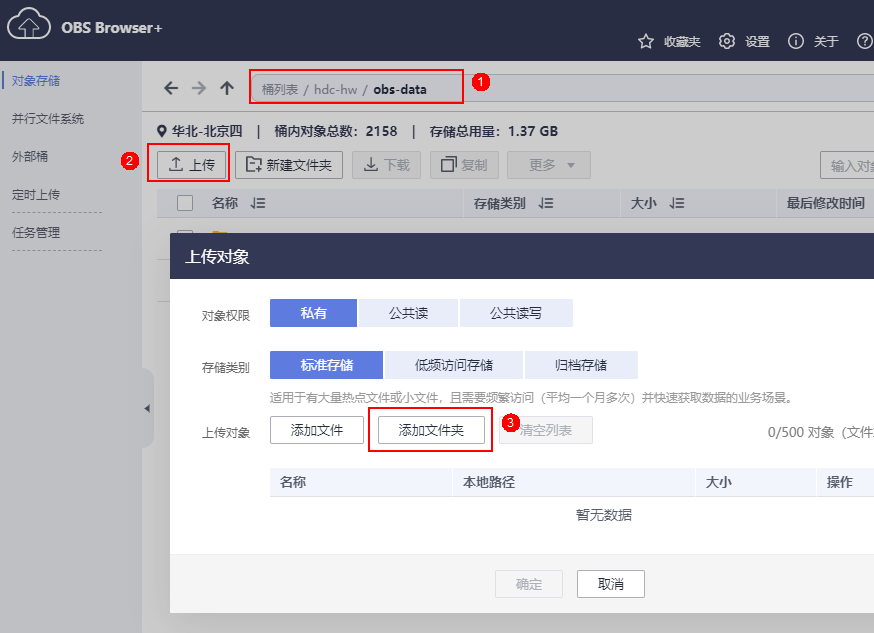 OBS Browser+
收藏夹 设置 关于
对象存储
并行文件系统
外部桶
定时上传
任务管理
桶列表 / hdc-hw / obs-data 1
华北-北京四 | 桶内对象总数：2158 | 存储总用量：1.37 GB
2 上传 新建文件夹 下载 复制 更多 输入对
名称 存储类别 大小 最后修改时间
上传对象
对象权限 私有 公共读 公共读写
存储类别 标准存储 低频访问存储 归档存储
适用于有大量热点文件或小文件，且需要频繁访问（平均一个月多次）并快速获取数据的业务场景。
上传对象 添加文件 添加文件夹 3 清空列表 0/500 对象（文件
名称 本地路径 大小 操作
暂无数据
确定 取消